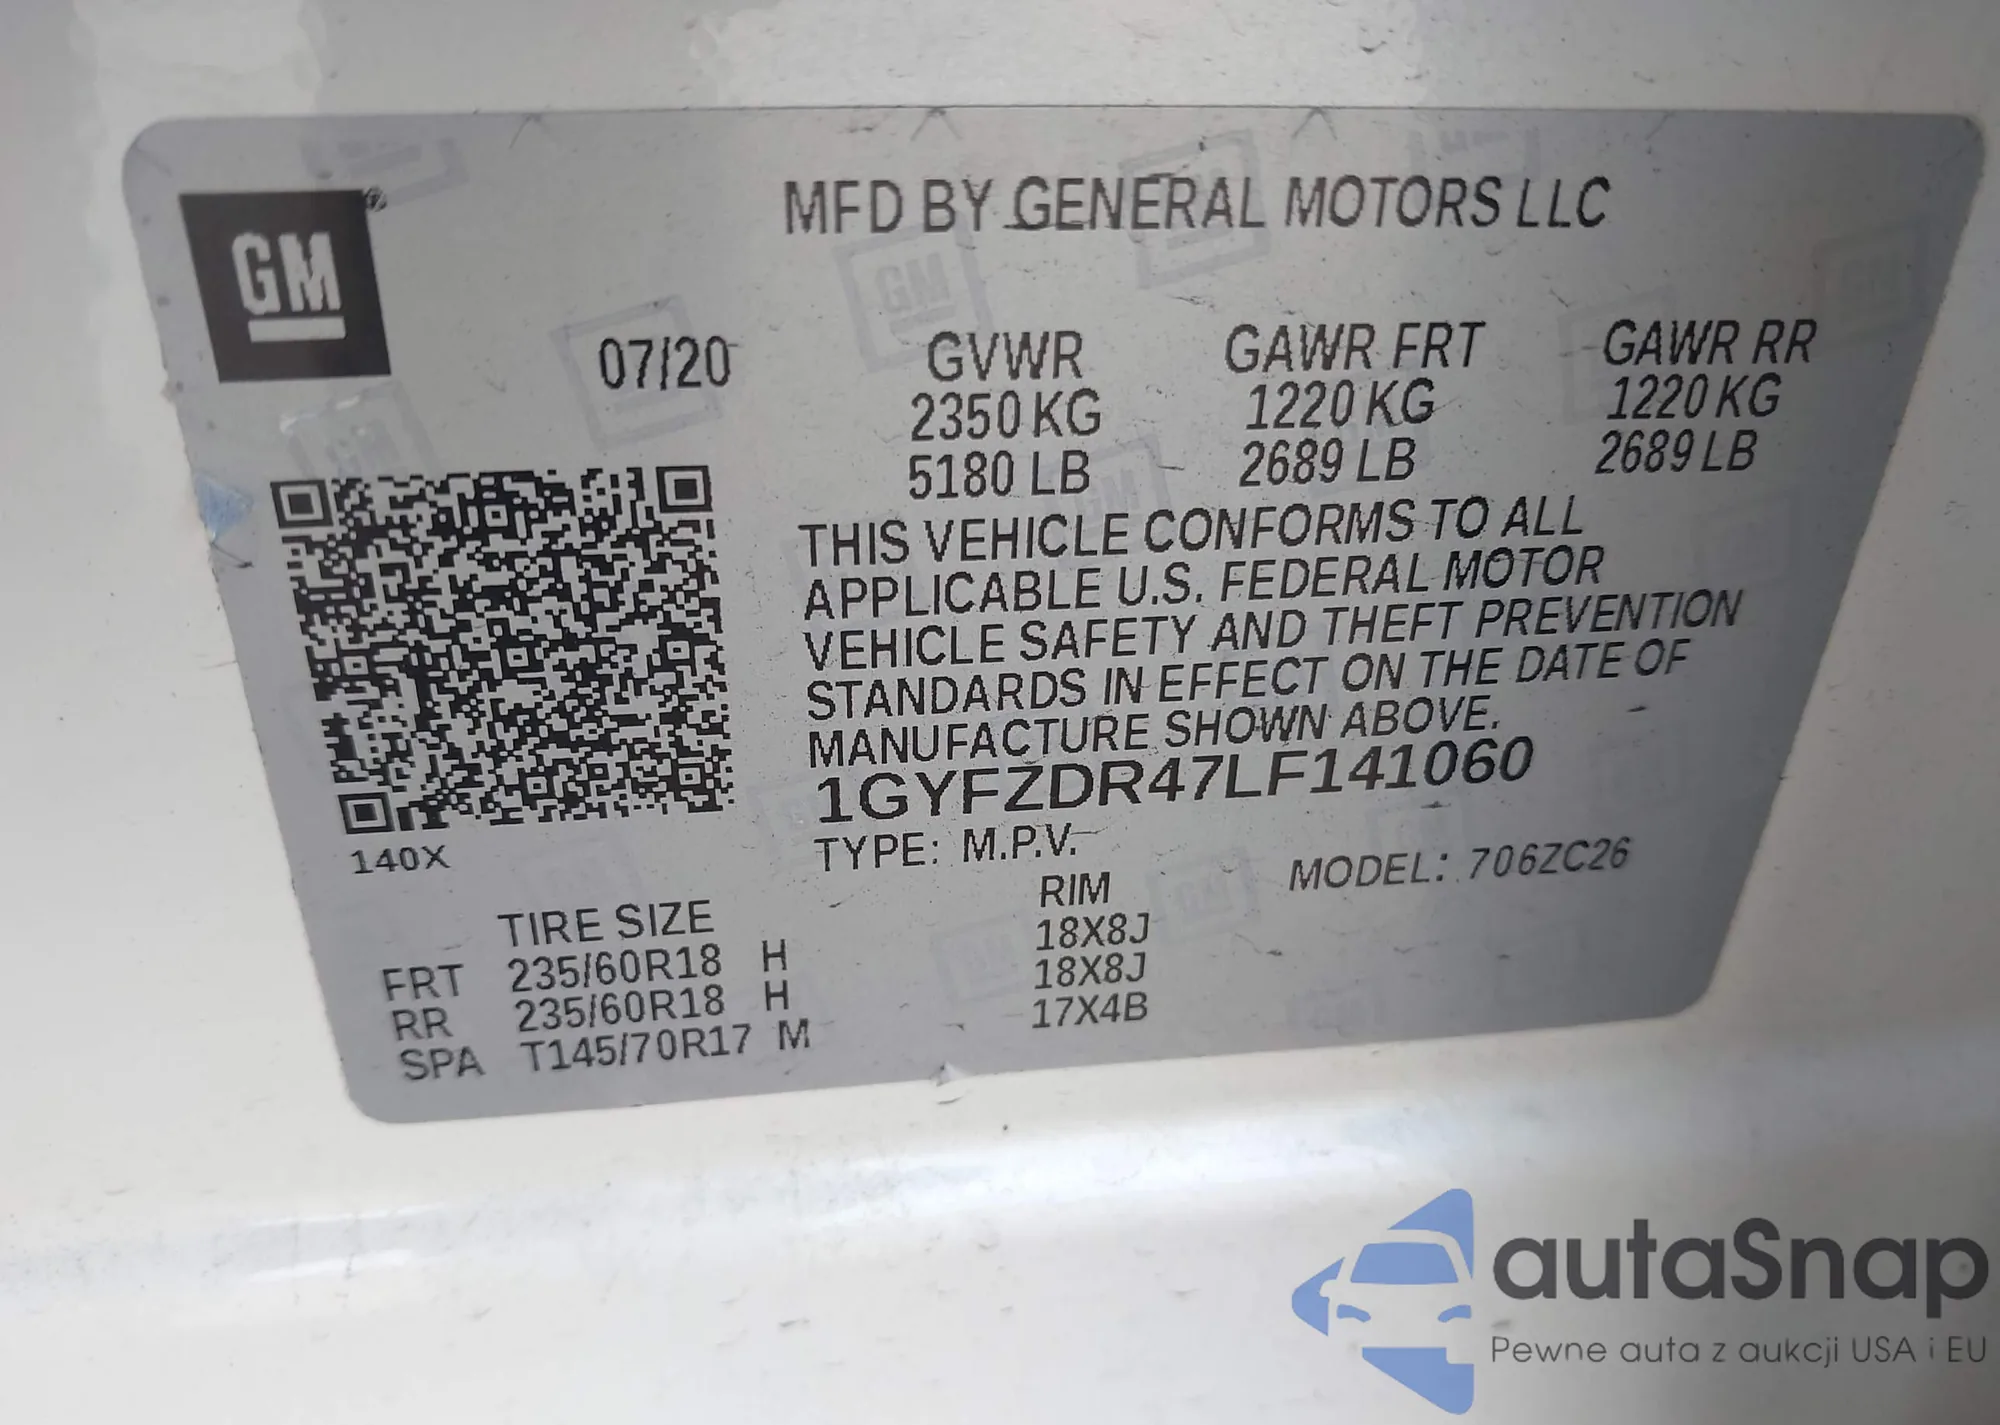 GM
MFD BY GENERAL MOTORS LLC
07/20
GVWR GAWR FRT GAWR RR
2350 KG 1220 KG 1220 KG
5180 LB 2689 LB 2689 LB
THIS VEHICLE CONFORMS TO ALL
APPLICABLE U.S. FEDERAL MOTOR
VEHICLE SAFETY AND THEFT PREVENTION
STANDARDS IN EFFECT ON THE DATE OF
MANUFACTURE SHOWN ABOVE.
1GYFZDR47LF141060
TYPE: M.P.V. MODEL: 706ZC26
140X
TIRE SIZE RIM
FRT 235/60R18 H 18X8J
RR 235/60R18 H 18X8J
SPA T145/70R17 M 17X4B
autaSnap
Pewne auta z aukcji USA i EU